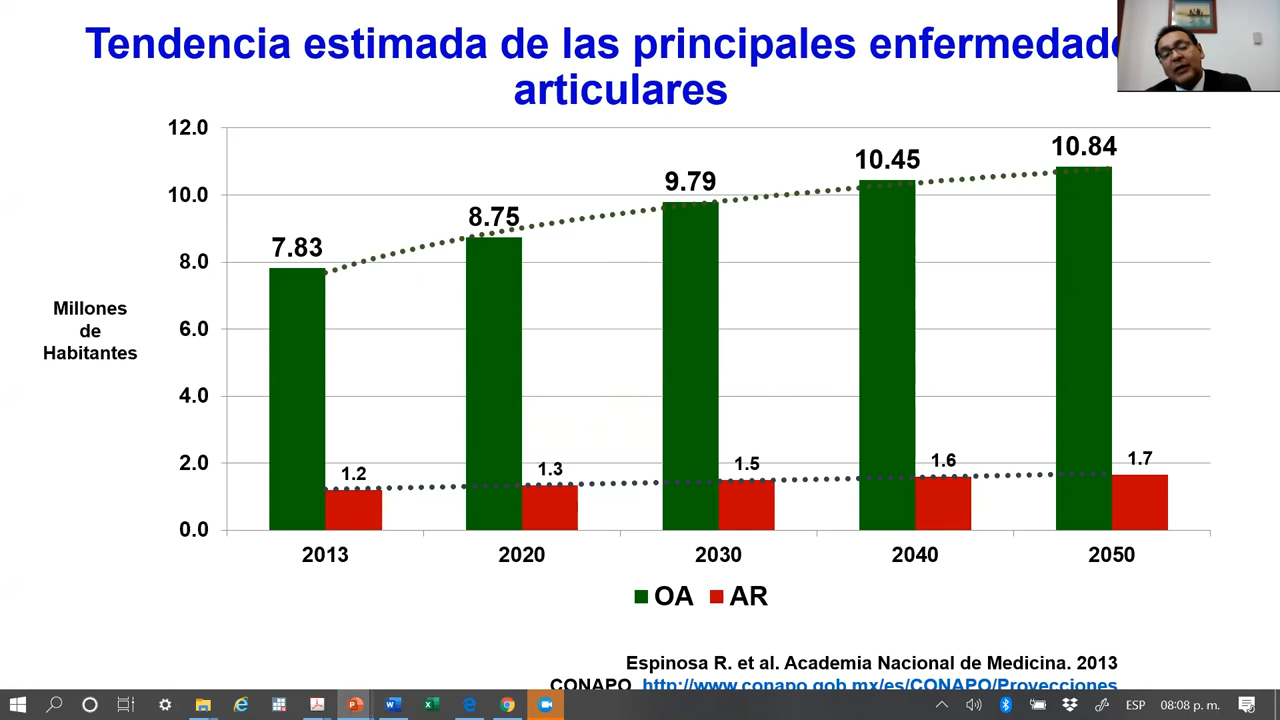 Tendencia estimada de las principales
articulares
12.0
10.0
8.0
6.0
4.0
2.0
0.0
Millones
de
Habitantes
7.83
8.75
9.79
10.45
10.84
1.2
1.3
1.5
1.6
1.7
2013
2020
2030
2040
2050
OA
AR
Espinosa R. et al. Academia Nacional de Medicina. 2013
CONAPO http://www.conapo.gob.mx/es/CONAPO/Proyecciones
ESP
08:08 p. m.